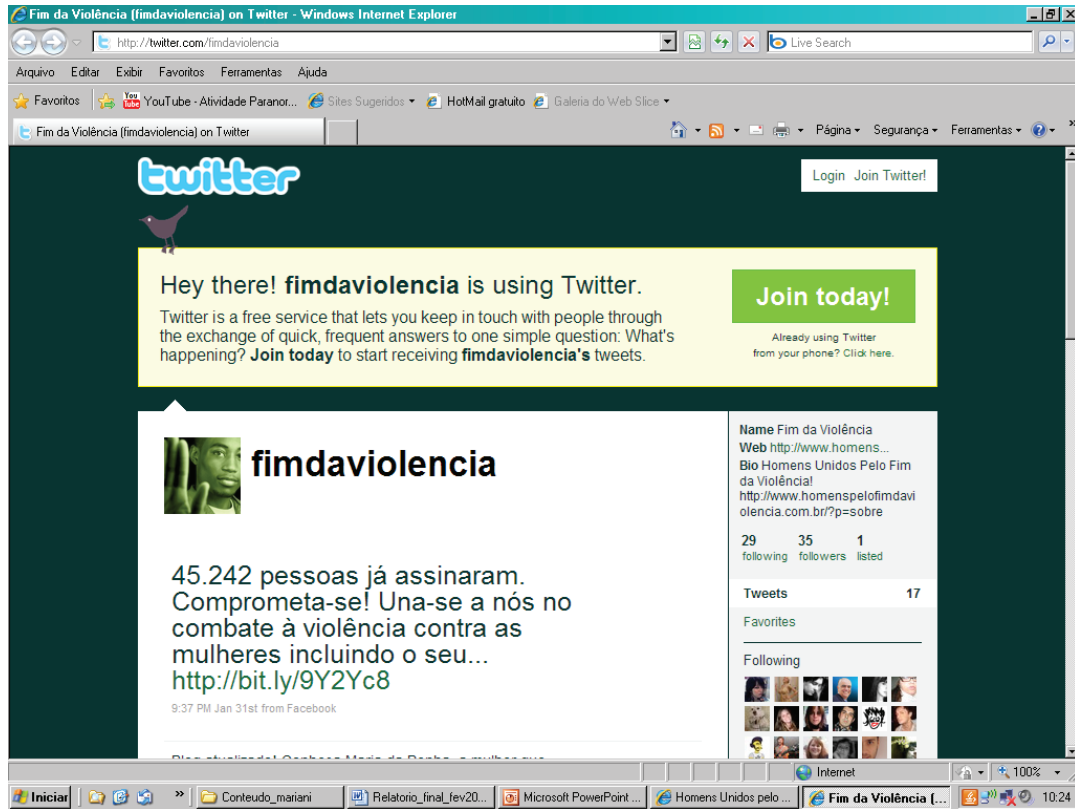 Fim da Violência (fimdaviolencia) on Twitter - Windows Internet Explorer
http://twitter.com/fimdaviolencia
Live Search
Arquivo Editar Exibir Favoritos Ferramentas Ajuda
Favoritos YouTube - Atividade Paranor... Sites Sugeridos HotMail gratuito Galeria do Web Slice
Fim da Violência (fimdaviolencia) on Twitter
Página Segurança Ferramentas
twitter
Login Join Twitter!
Hey there! fimdaviolencia is using Twitter.
Twitter is a free service that lets you keep in touch with people through
the exchange of quick, frequent answers to one simple question: What's
happening? Join today to start receiving fimdaviolencia's tweets.
Join today!
Already using Twitter
from your phone? Click here.
fimdaviolencia
45.242 pessoas já assinaram.
Comprometa-se! Una-se a nós no
combate à violência contra as
mulheres incluindo o seu...
http://bit.ly/9Y2Yc8
9:37 PM Jan 31st from Facebook
Name Fim da Violência
Web http://www.homens...
Bio Homens Unidos Pelo Fim
da Violência!
http://www.homenspelofimdavi
olencia.com.br/?p=sobre
29 35 1
following followers listed
Tweets 17
Favorites
Following
Internet
100%
Iniciar
Conteudo_mariani
Relatorio_final_fev20...
Microsoft PowerPoint ...
Homens Unidos pelo ...
Fim da Violência (...
10:24